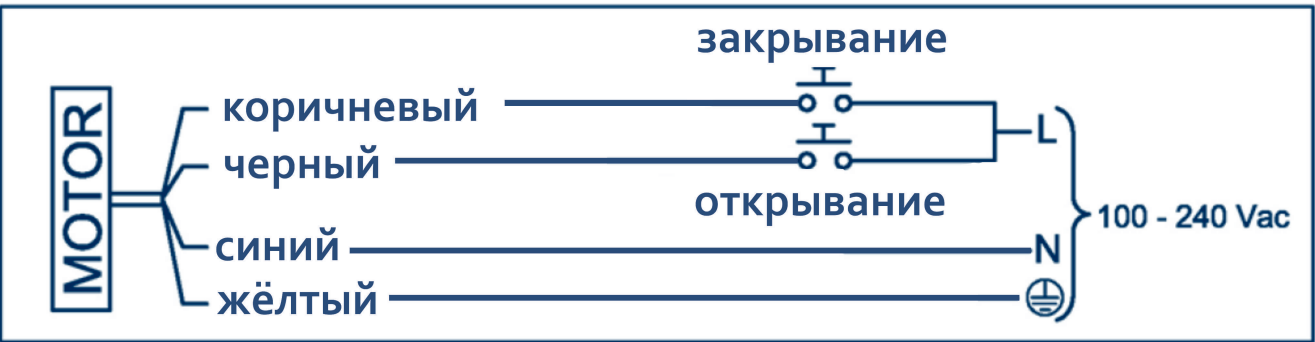 MOTOR
закрывание
коричневый
L
черный
открывание
100 - 240 Vac
синий
N
жёлтый